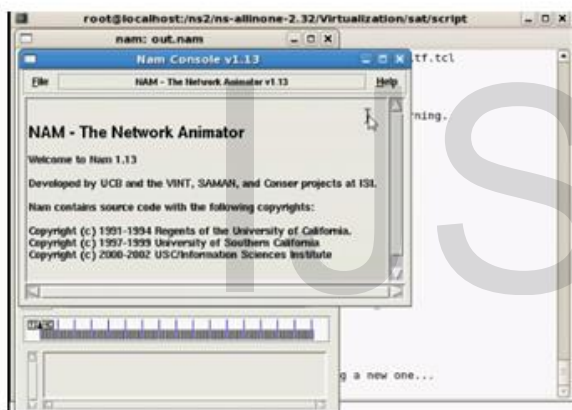 root@localhost:/ns2/ns-allinone-2.32/Virtualization/sat/script
nam: out.nam
Nam Console v1.13
tf.tcl
File
NAM - The Network Animator v1.13
Help
rning.
NAM - The Network Animator
Welcome to Nam 1.13
Developed by UCB and the VINT, SAMAN, and Conser projects at ISI.
Nam contains source code with the following copyrights:
Copyright (c) 1991-1994 Regents of the University of California.
Copyright (c) 1997-1999 University of Southern California
Copyright (c) 2000-2002 USC/Information Sciences Institute
g a new one...
IJS